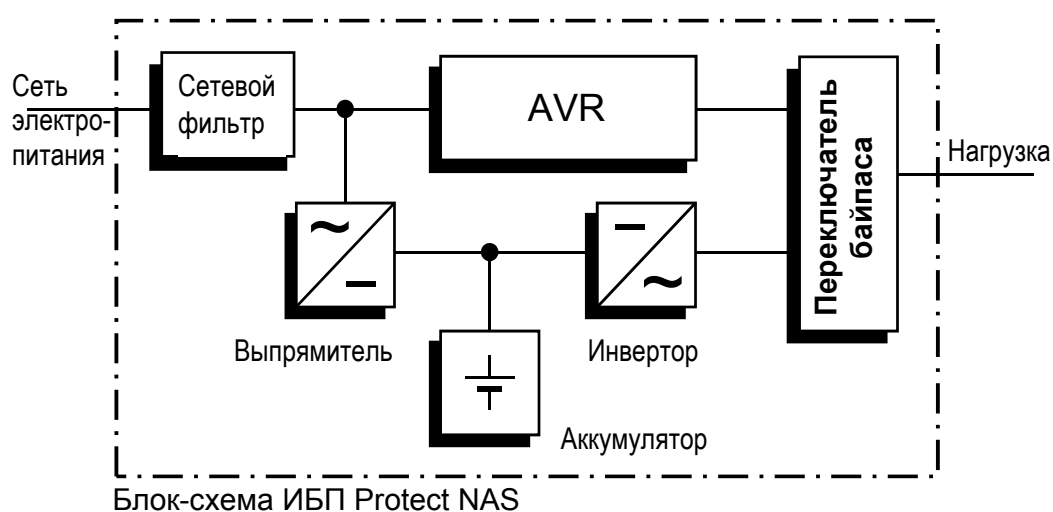 Сеть
электро-
питания
Сетевой
фильтр
AVR
Переключатель
байпаса
Нагрузка
Выпрямитель
Инвертор
Аккумулятор
Блок-схема ИБП Protect NAS